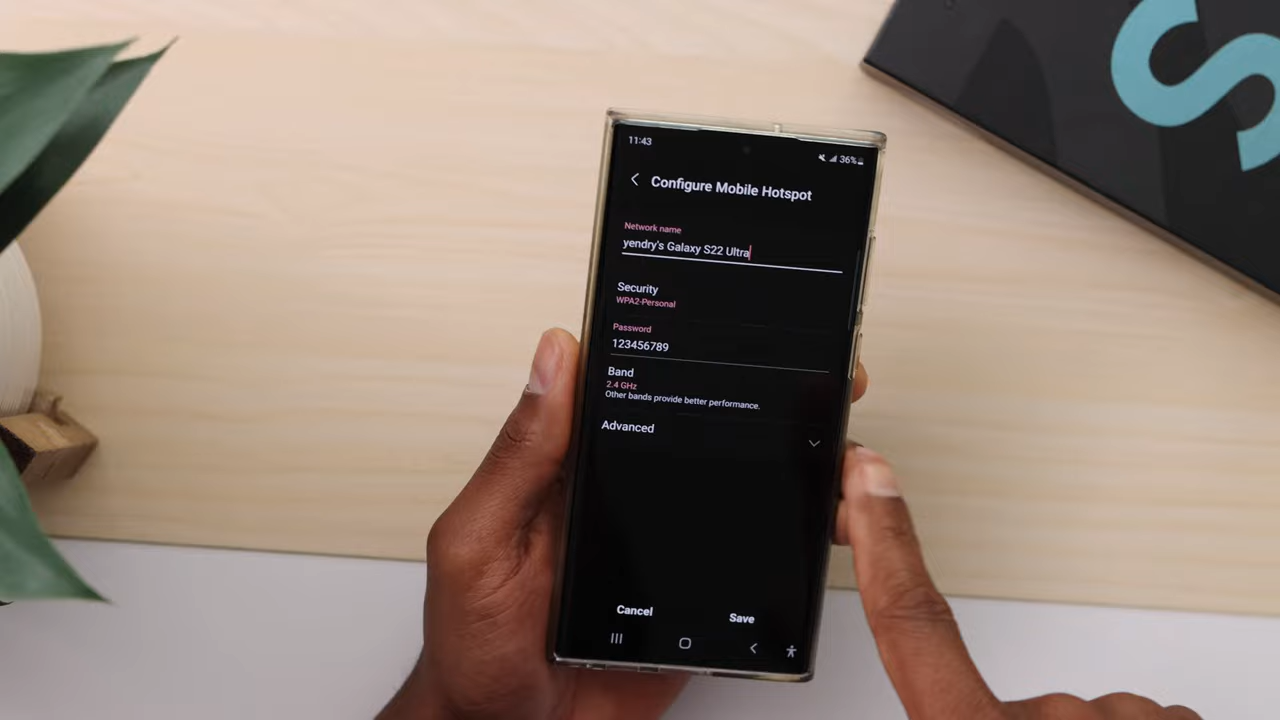 11:43
36%
Configure Mobile Hotspot
Network name
yendry's Galaxy S22 Ultra
Security
WPA2-Personal
Password
123456789
Band
2.4 GHz
Other bands provide better performance.
Advanced
Cancel
Save
S